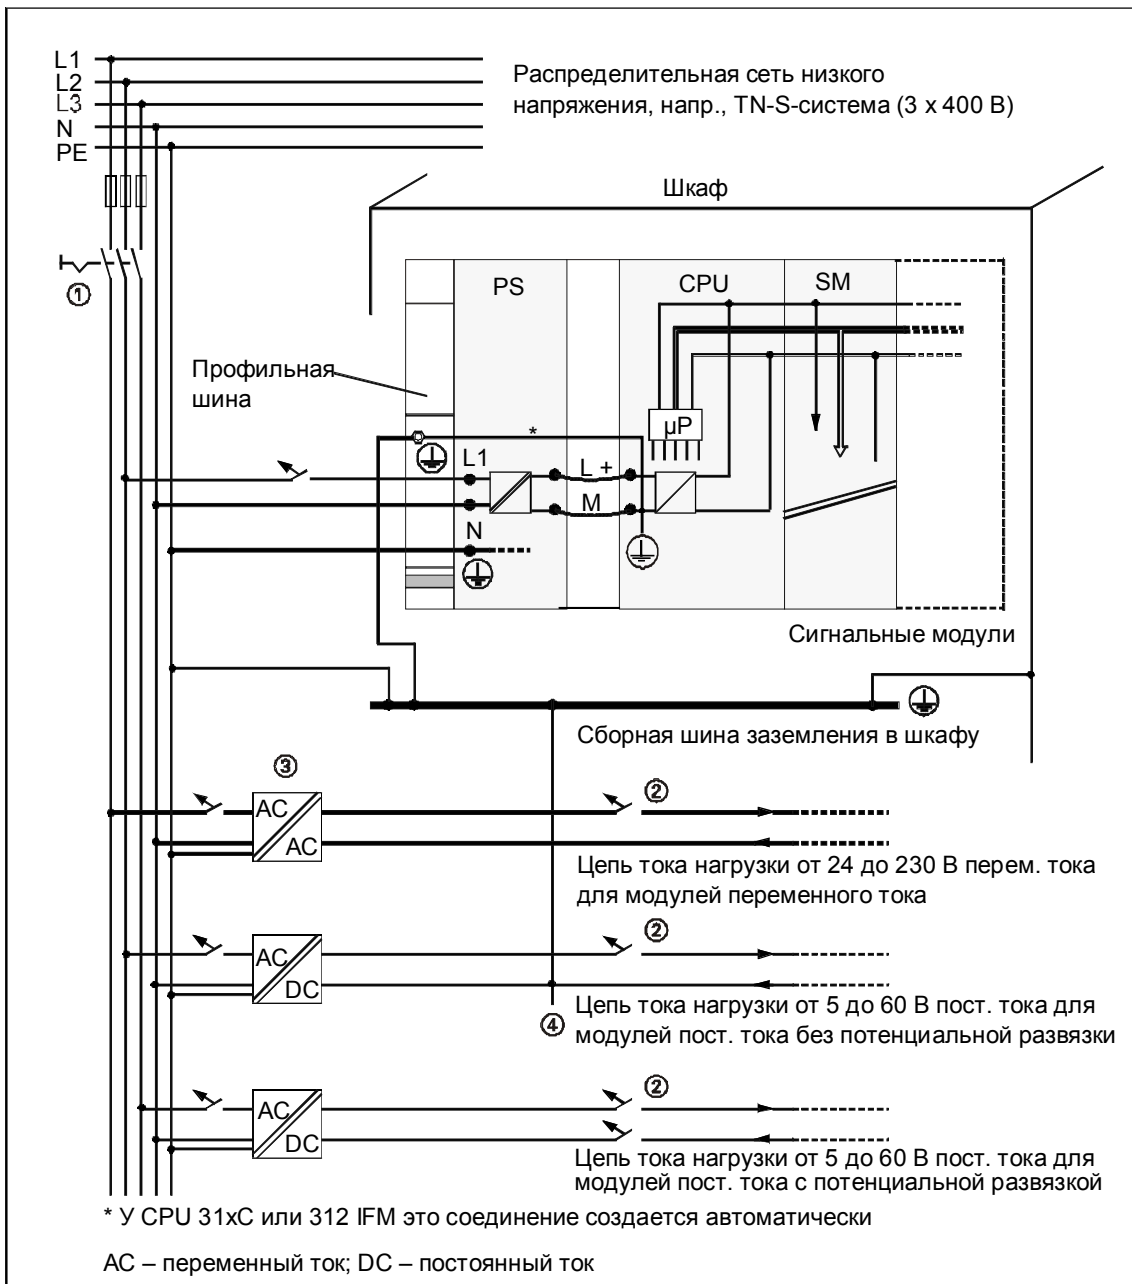 L1
L2
L3
N
PE
Распределительная сеть низкого
напряжения, напр., TN-S-система (3 x 400 В)
Шкаф
①
PS
CPU
SM
Профильная
шина
µP
*
L1
L +
M
N
Сигнальные модули
Сборная шина заземления в шкафу
③
②
AC
AC
Цепь тока нагрузки от 24 до 230 В перем. тока
для модулей переменного тока
②
AC
DC
④
Цепь тока нагрузки от 5 до 60 В пост. тока для
модулей пост. тока без потенциальной развязки
②
AC
DC
Цепь тока нагрузки от 5 до 60 В пост. тока для
модулей пост. тока с потенциальной развязкой
* У CPU 31xC или 312 IFM это соединение создается автоматически
AC – переменный ток; DC – постоянный ток